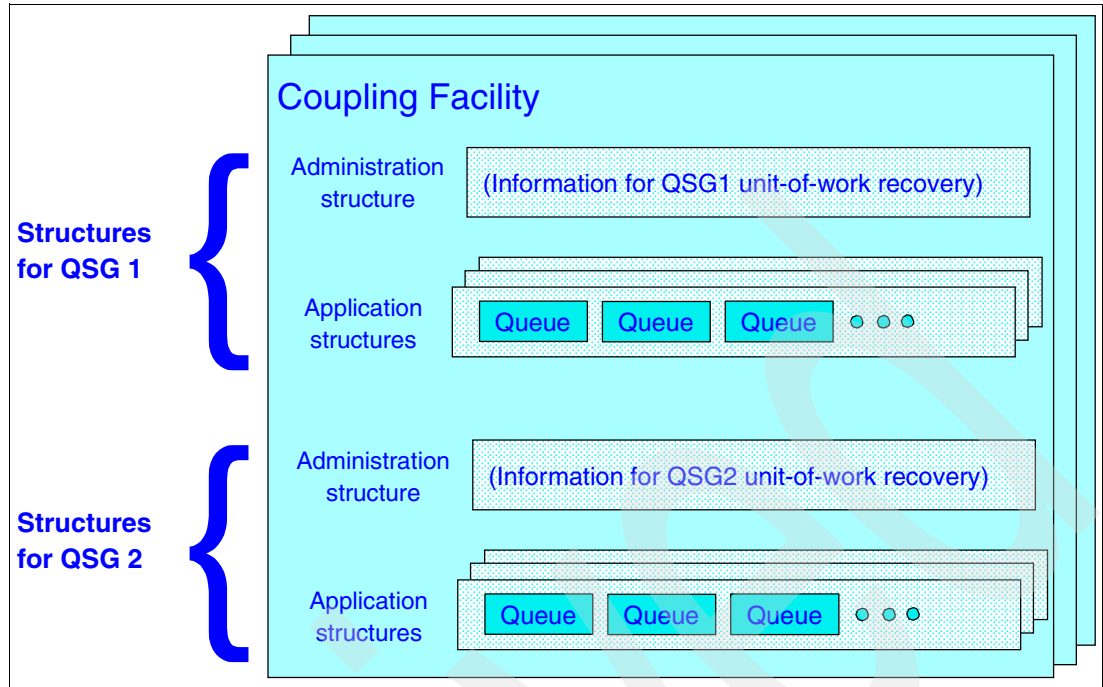 Coupling Facility
Administration
structure
(Information for QSG1 unit-of-work recovery)
Structures
for QSG 1
Application
structures
Queue Queue Queue
Administration
structure
(Information for QSG2 unit-of-work recovery)
Structures
for QSG 2
Application
structures
Queue Queue Queue